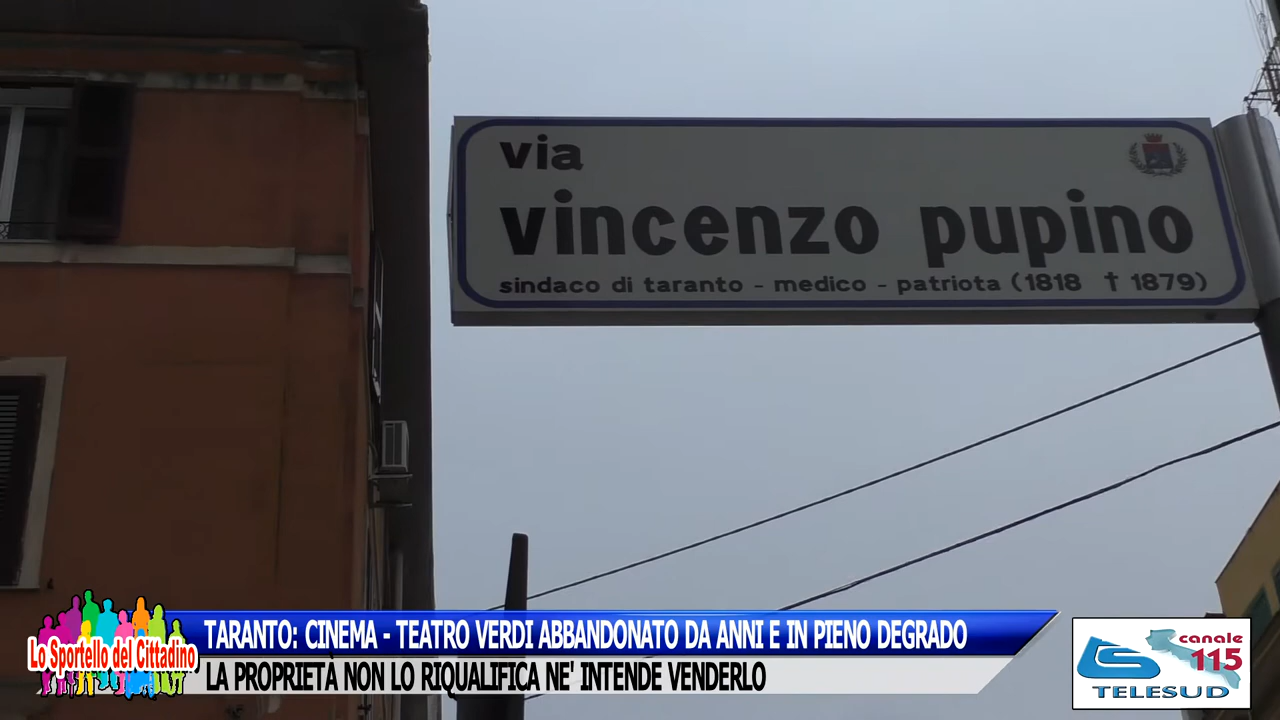 via
vincenzo pupino
sindaco di taranto - medico - patriota (1818 ✝ 1879)
TARANTO: CINEMA - TEATRO VERDI ABBANDONATO DA ANNI E IN PIENO DEGRADO
Lo Sportello del Cittadino
LA PROPRIETÀ NON LO RIQUALIFICA NE' INTENDE VENDERLO
canale
115
TELESUD